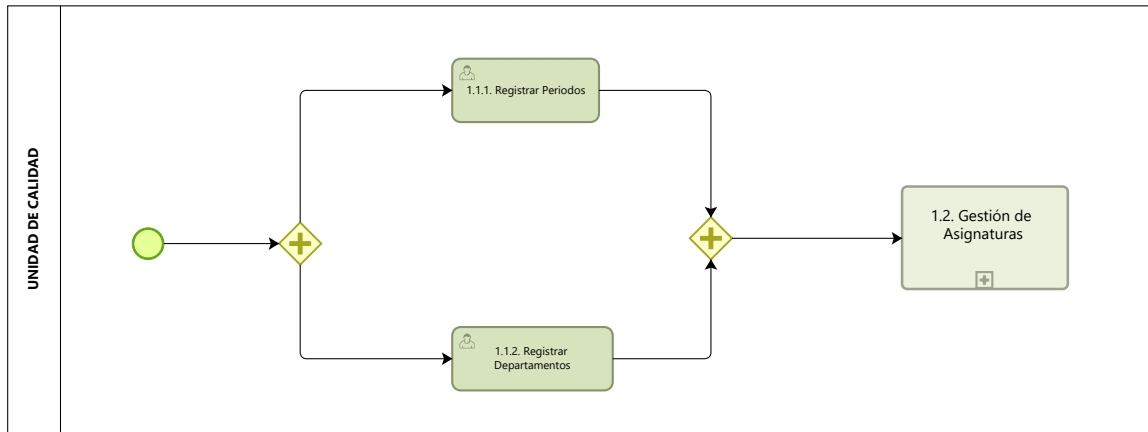 UNIDAD DE CALIDAD
1.1.1. Registrar Periodos
1.1.2. Registrar
Departamentos
1.2. Gestión de
Asignaturas